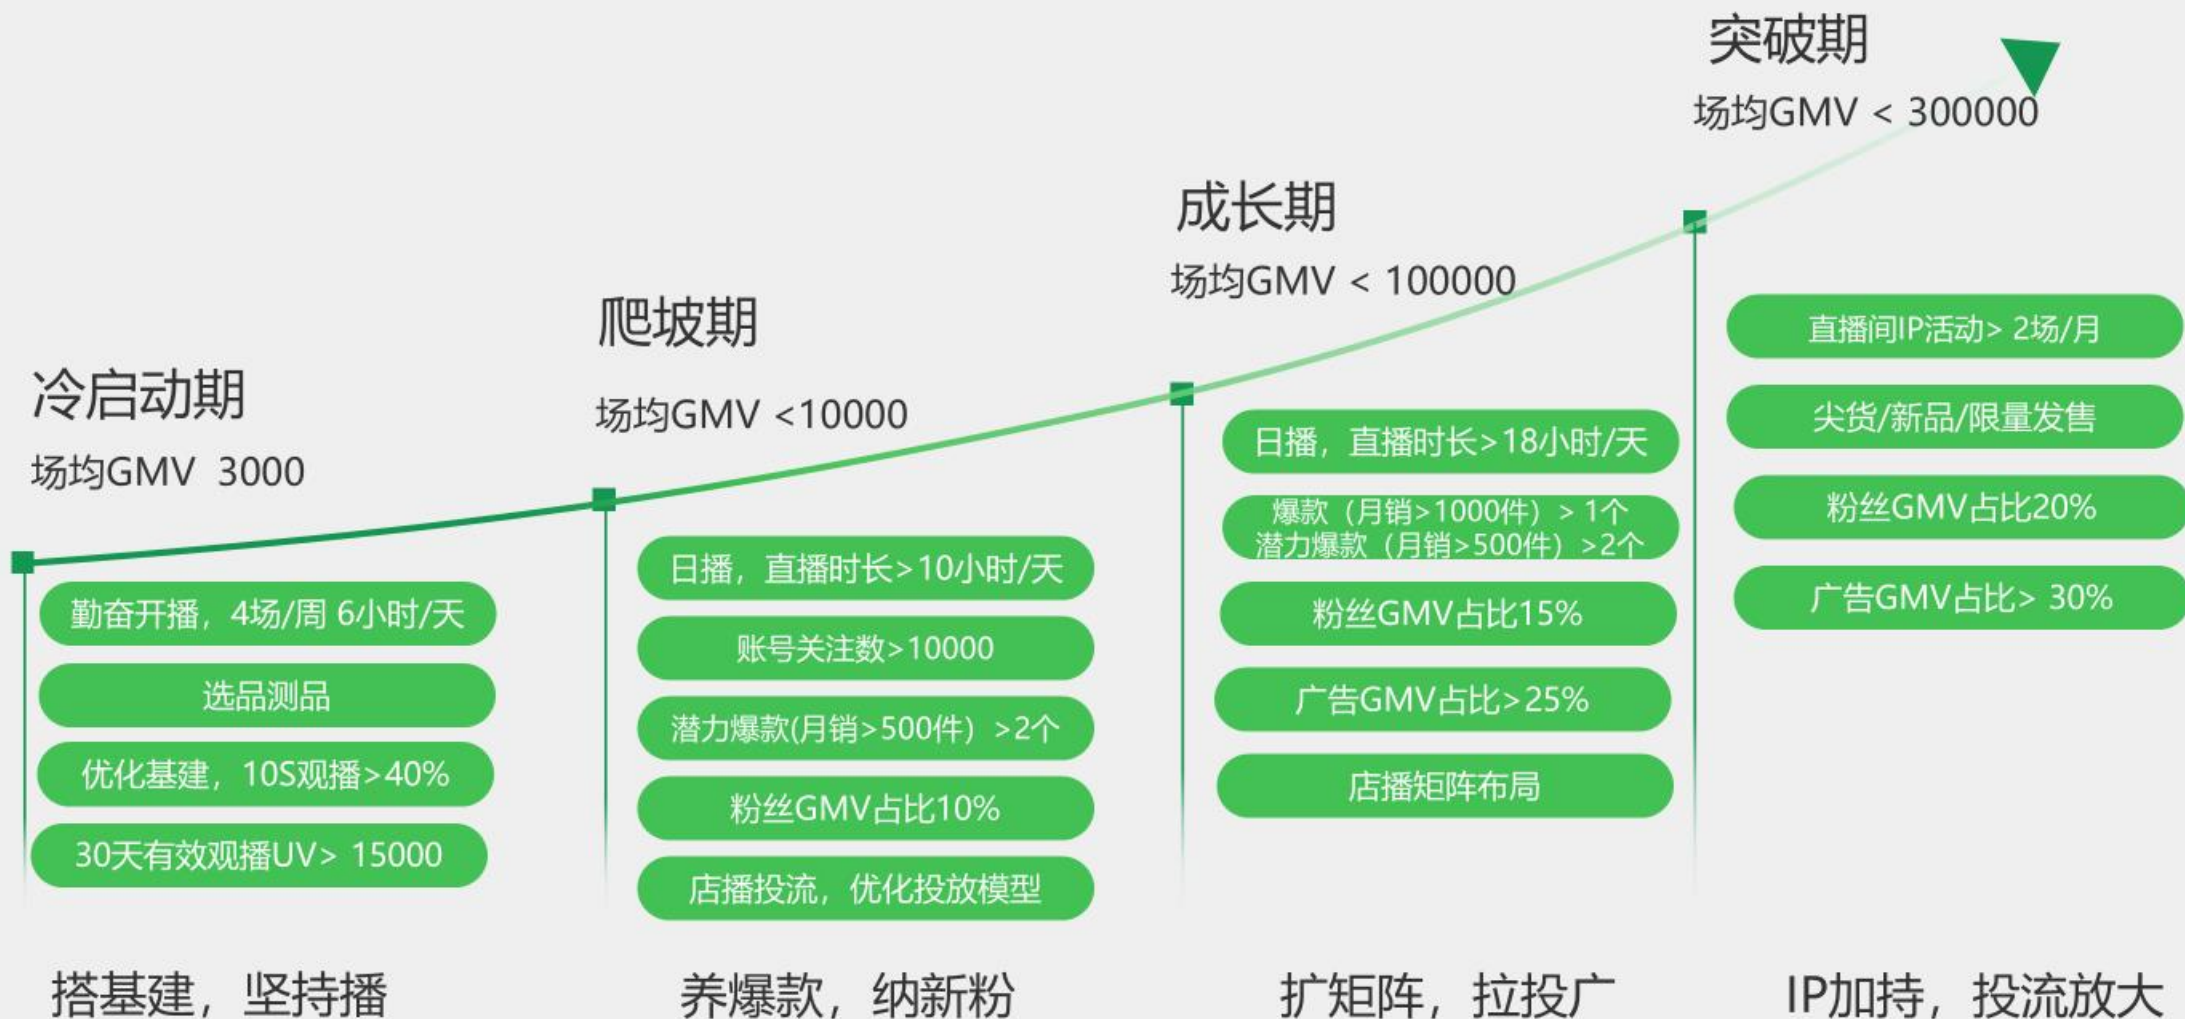 冷启动期
场均GMV 3000
勤奋开播，4场/周 6小时/天
选品测品
优化基建，10S观播>40%
30天有效观播UV> 15000
搭基建，坚持播
爬坡期
场均GMV <10000
日播，直播时长>10小时/天
账号关注数>10000
潜力爆款(月销>500件）>2个
粉丝GMV占比10%
店播投流，优化投放模型
养爆款，纳新粉
成长期
场均GMV < 100000
日播，直播时长>18小时/天
爆款（月销>1000件）> 1个
潜力爆款（月销>500件）>2个
粉丝GMV占比15%
广告GMV占比>25%
店播矩阵布局
扩矩阵，拉投广
突破期
场均GMV < 300000
直播间IP活动> 2场/月
尖货/新品/限量发售
粉丝GMV占比20%
广告GMV占比> 30%
IP加持，投流放大